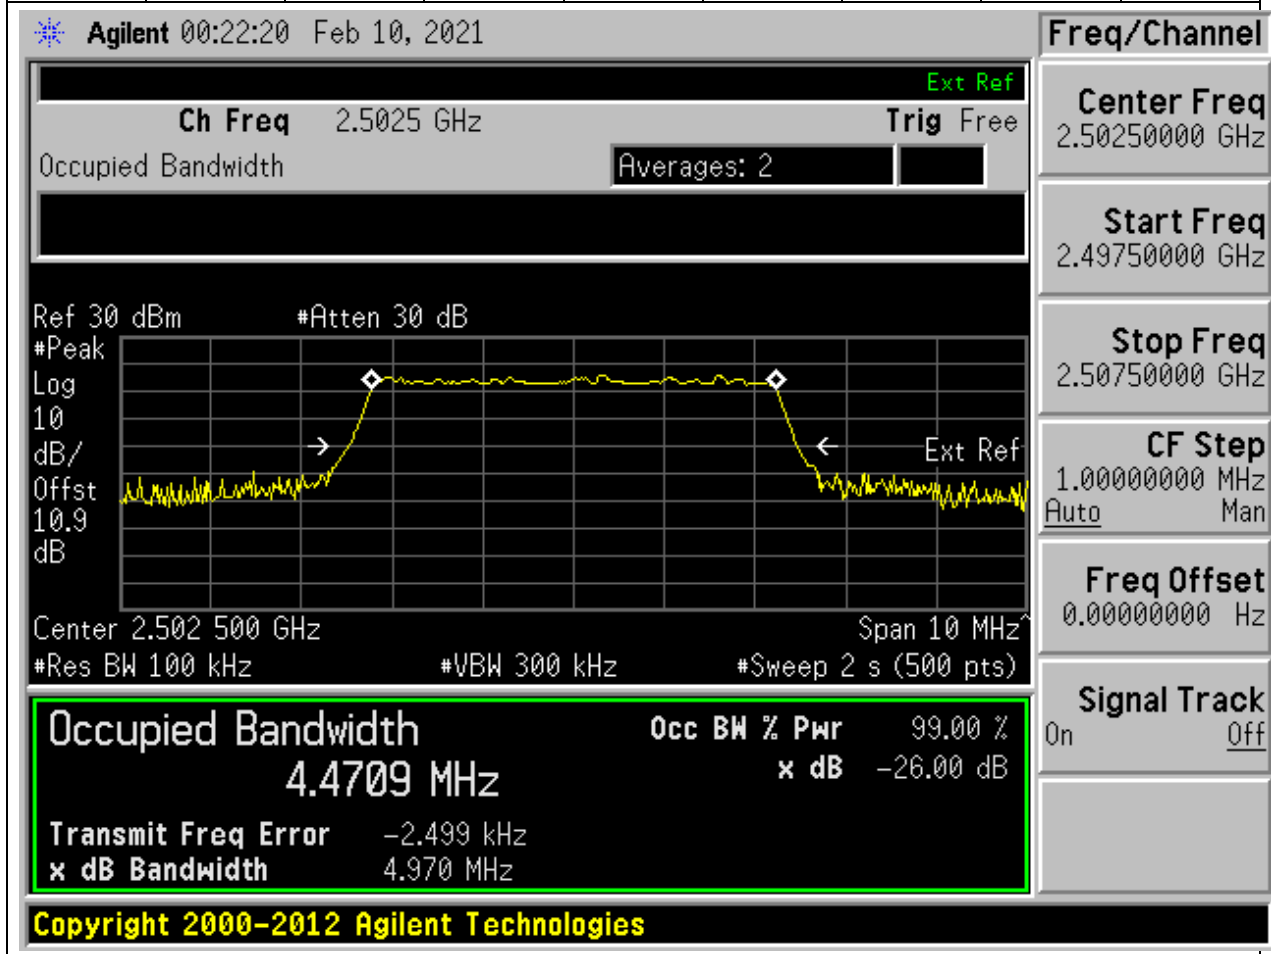 Agilent 00:22:20 Feb 10, 2021
Freq/Channel
Ext Ref
Ch Freq 2.5025 GHz Trig Free
Occupied Bandwidth Averages: 2
Center Freq
2.50250000 GHz
Start Freq
2.49750000 GHz
Stop Freq
2.50750000 GHz
CF Step
1.00000000 MHz
Auto Man
Freq Offset
0.00000000 Hz
Signal Track
On Off
Ref 30 dBm #Atten 30 dB
#Peak
Log
10
dB/
Offst
10.9
dB
Ext Ref
Center 2.502 500 GHz Span 10 MHz^
#Res BW 100 kHz #VBW 300 kHz #Sweep 2 s (500 pts)
Occupied Bandwidth Occ BW % Pwr 99.00 %
4.4709 MHz x dB -26.00 dB
Transmit Freq Error -2.499 kHz
x dB Bandwidth 4.970 MHz
Copyright 2000-2012 Agilent Technologies